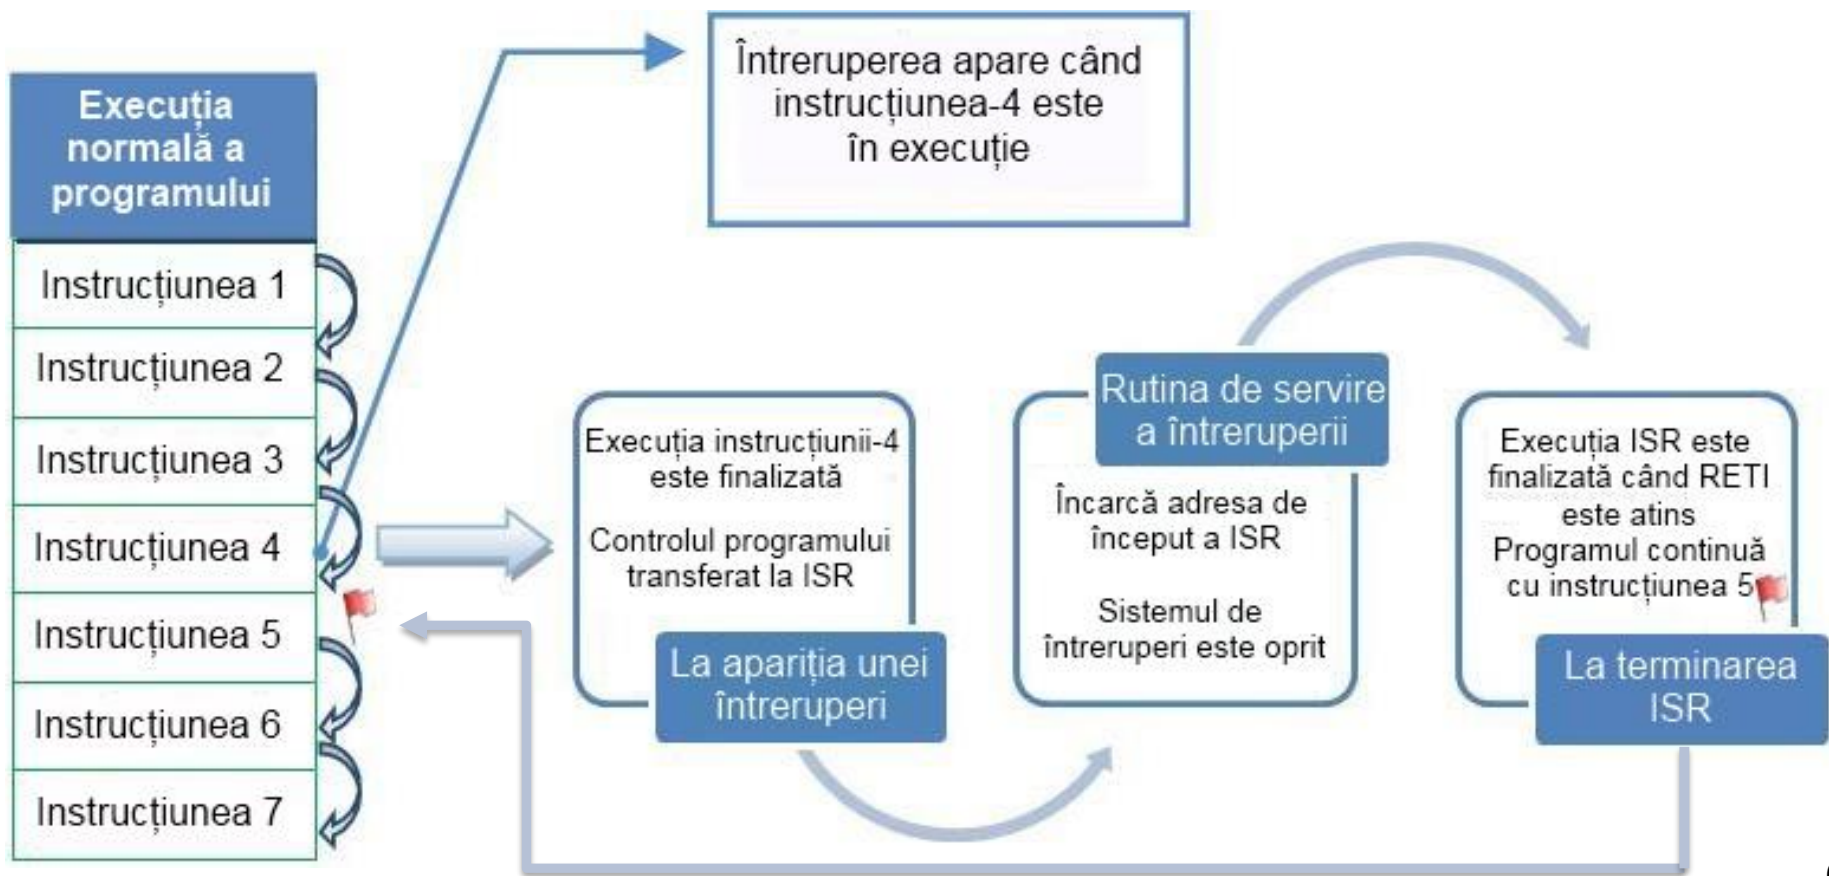 Execuția
normală a
programului
Instrucțiunea 1
Instrucțiunea 2
Instrucțiunea 3
Instrucțiunea 4
Instrucțiunea 5
Instrucțiunea 6
Instrucțiunea 7
Întreruperea apare când
instrucțiunea-4 este
în execuție
Execuția instrucțiunii-4
este finalizată
Controlul programului
transferat la ISR
La apariția unei
întreruperi
Rutina de servire
a întreruperii
Încarcă adresa de
început a ISR
Sistemul de
întreruperi este oprit
Execuția ISR este
finalizată când RETI
este atins
Programul continuă
cu instrucțiunea 5
La terminarea
ISR